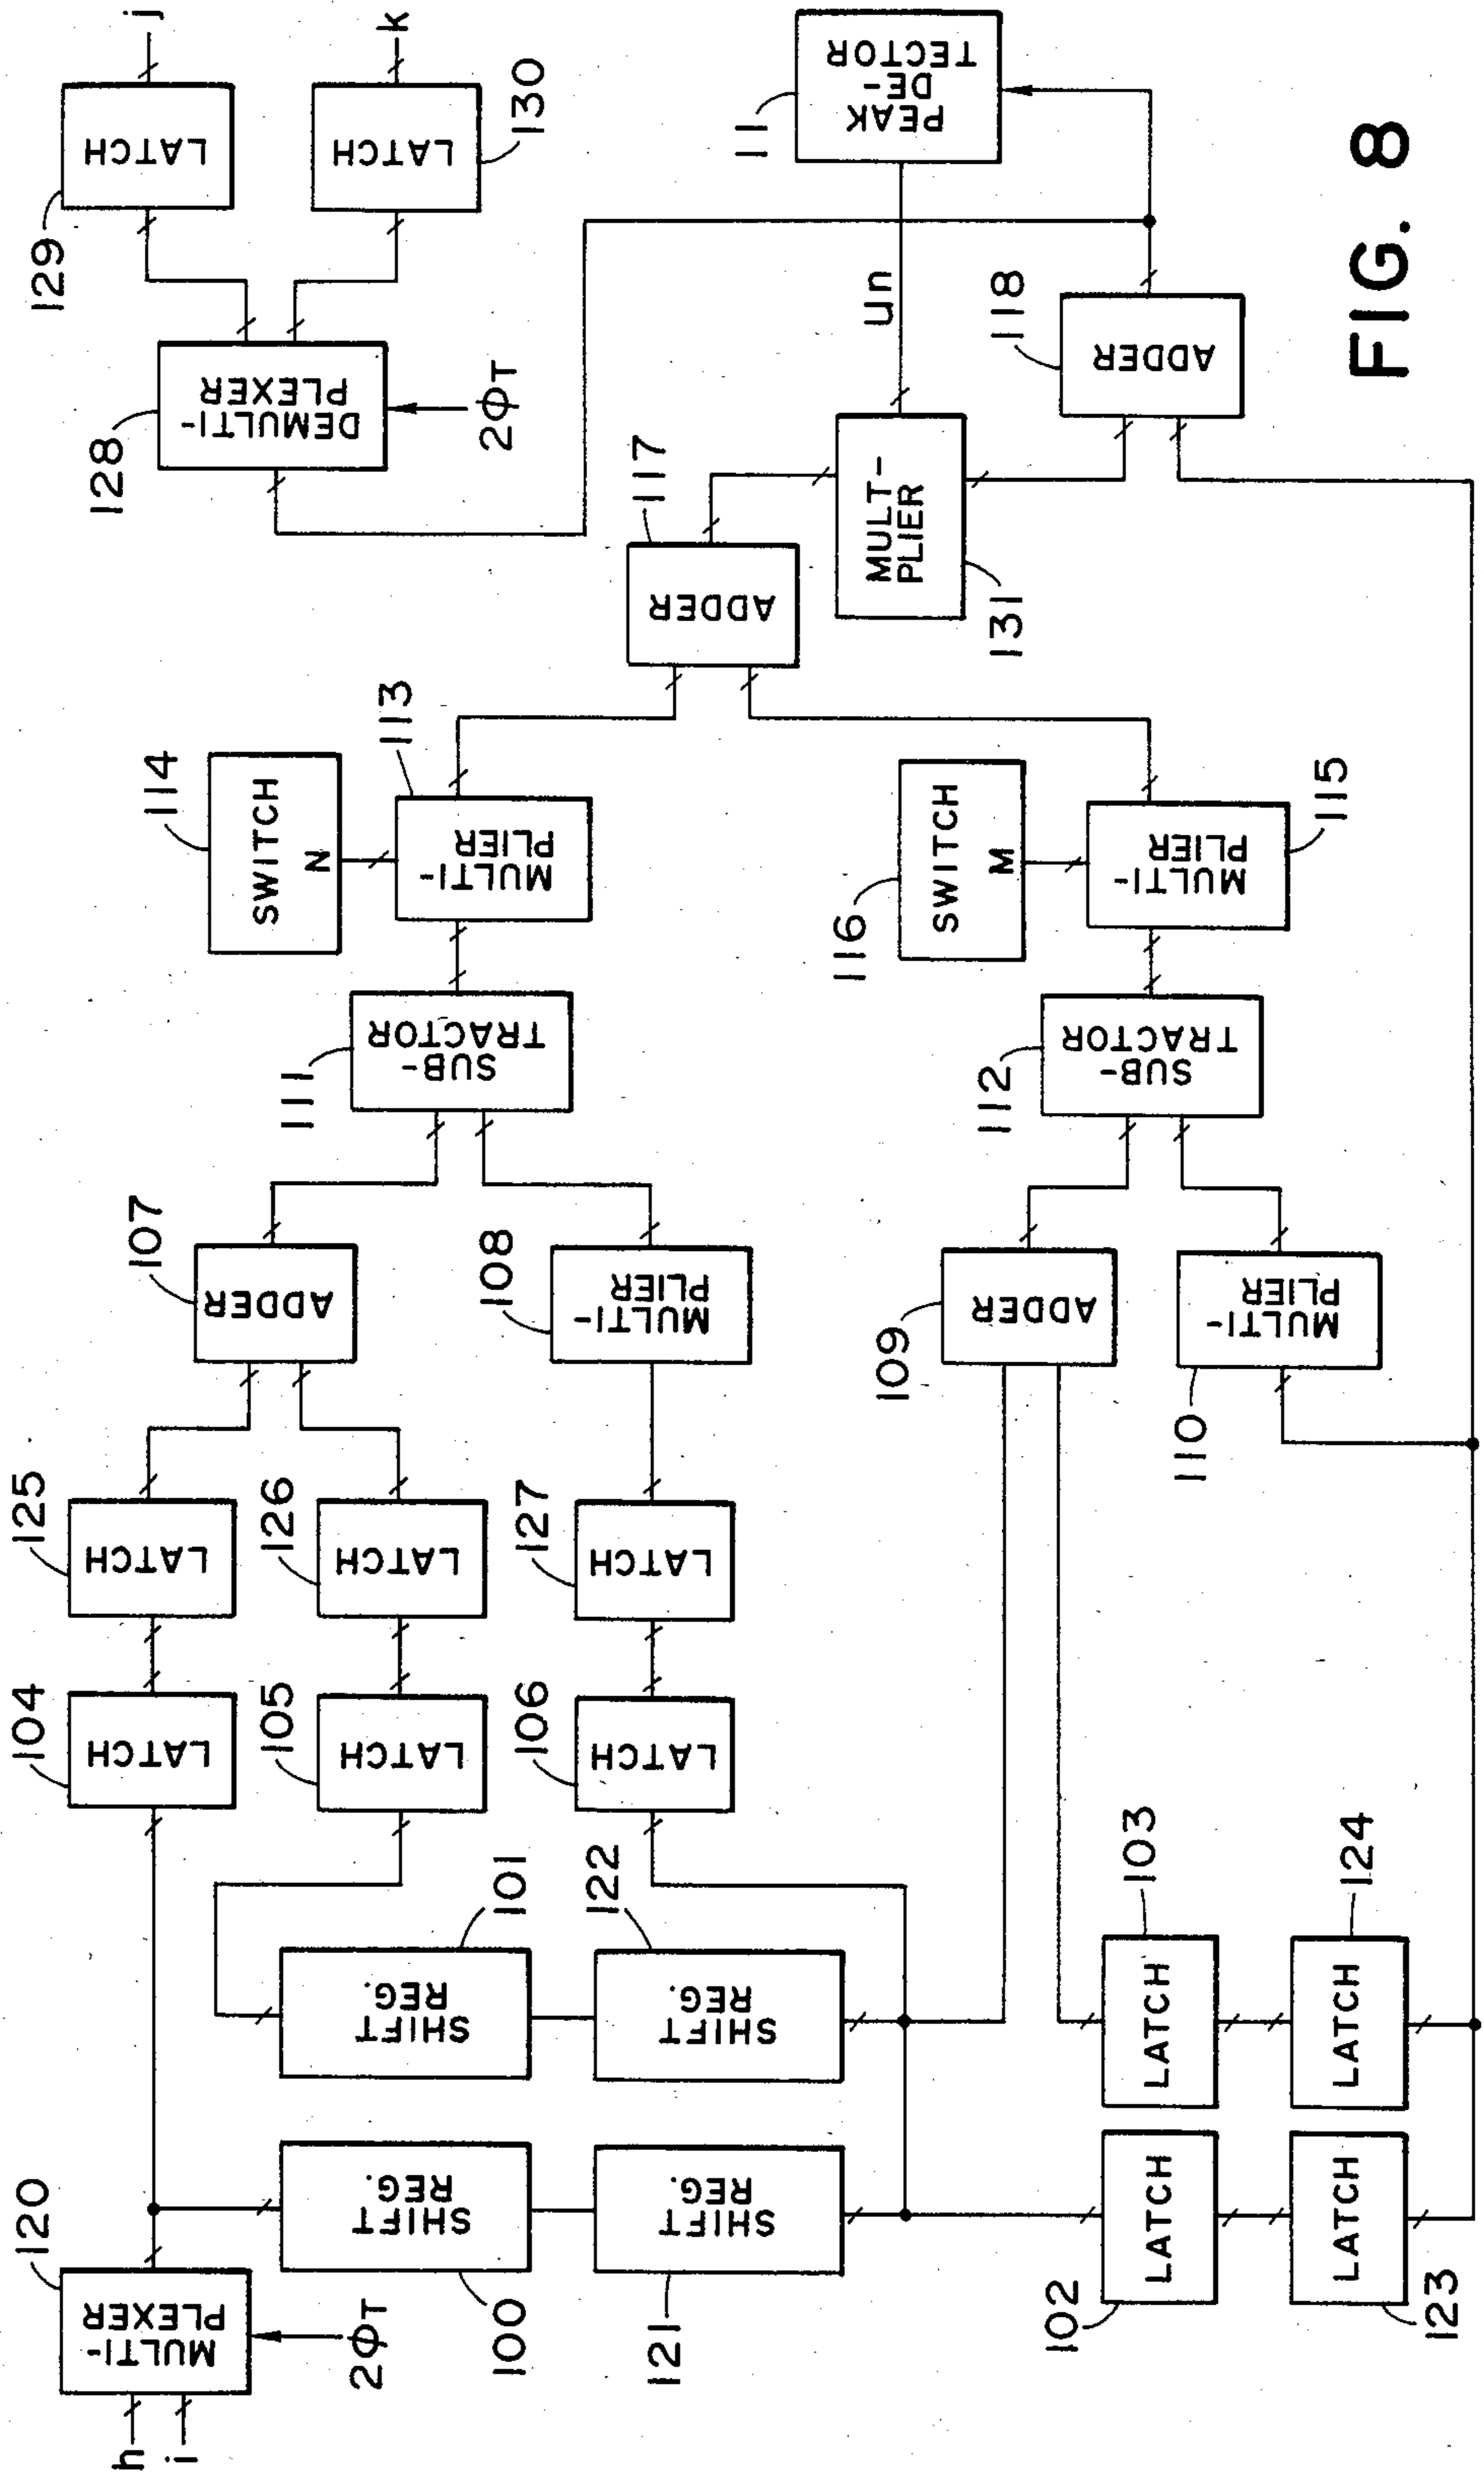 h
i
120
MULTI-
PLEXER
2ΦT
100
SHIFT
REG.
101
SHIFT
REG.
121
SHIFT
REG.
122
SHIFT
REG.
102
LATCH
103
LATCH
123
LATCH
124
LATCH
104
LATCH
125
LATCH
105
LATCH
126
LATCH
106
LATCH
127
LATCH
107
ADDER
108
MULTI-
PLIER
109
ADDER
110
MULTI-
PLIER
111
SUB-
TRACTOR
112
SUB-
TRACTOR
114
SWITCH
N
113
MULTI-
PLIER
116
SWITCH
M
115
MULTI-
PLIER
117
ADDER
131
MULT-
PLIER
118
ADDER
Un
11
PEAK
DE-
TECTOR
128
DEMULTI-
PLEXER
2ΦT
129
LATCH
j
130
LATCH
k
FIG. 8